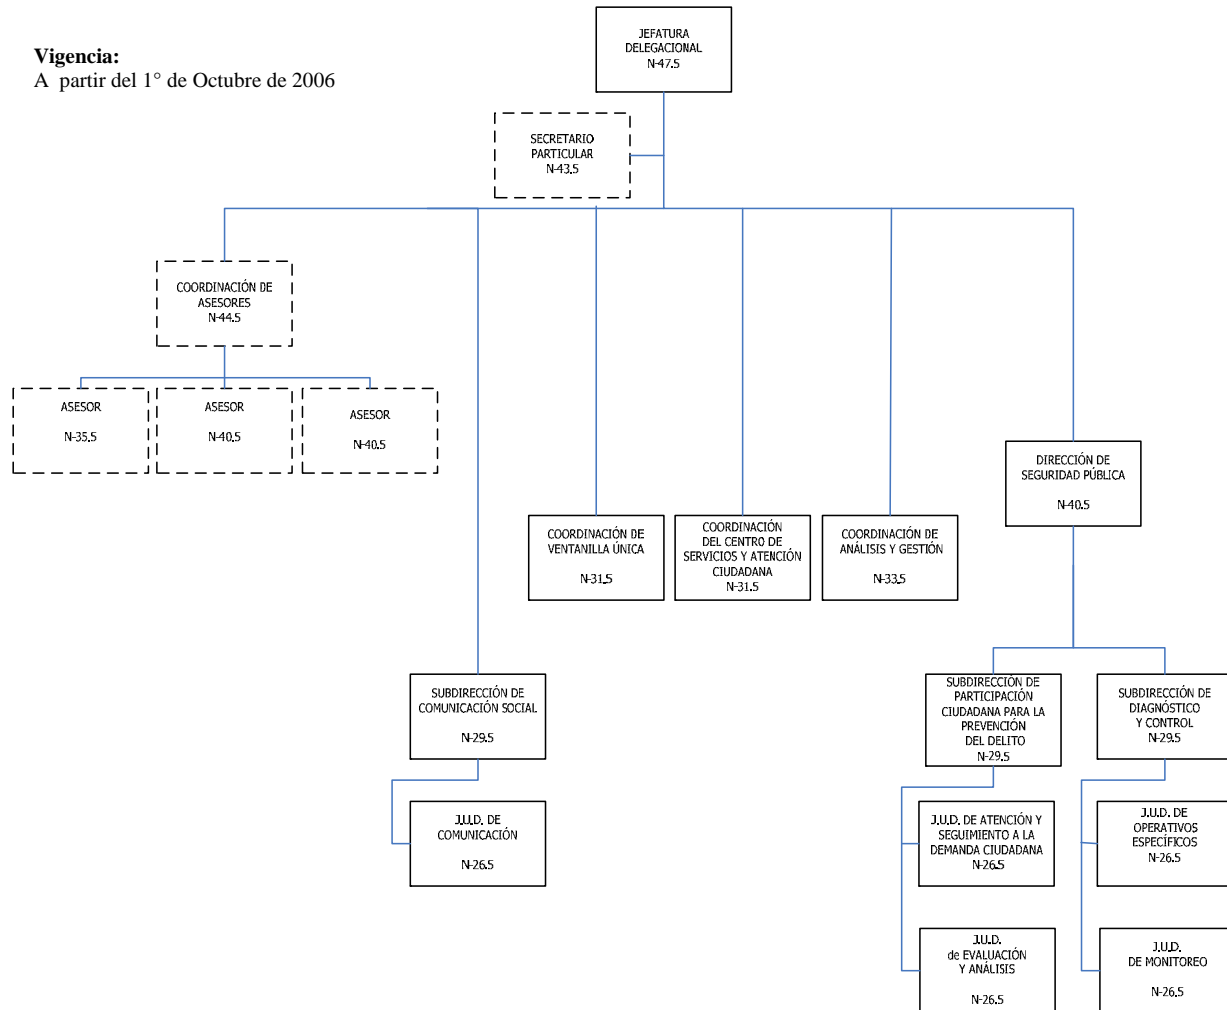 Vigencia:
A partir del 1° de Octubre de 2006
JEFATURA
DELEGACIONAL
N-47.5
SECRETARIO
PARTICULAR
N-43.5
COORDINACIÓN DE
ASESORES
N-44.5
ASESOR
N-35.5
ASESOR
N-40.5
ASESOR
N-40.5
DIRECCIÓN DE
SEGURIDAD PÚBLICA
N-40.5
COORDINACIÓN DE
VENTANILLA ÚNICA
N-31.5
COORDINACIÓN
DEL CENTRO DE
SERVICIOS Y ATENCIÓN
CIUDADANA
N-31.5
COORDINACIÓN DE
ANÁLISIS Y GESTIÓN
N-33.5
SUBDIRECCIÓN DE
COMUNICACIÓN SOCIAL
N-29.5
SUBDIRECCIÓN DE
PARTICIPACIÓN
CIUDADANA PARA LA
PREVENCIÓN
DEL DELITO
N-29.5
SUBDIRECCIÓN DE
DIAGNÓSTICO
Y CONTROL
N-29.5
J.U.D. DE
COMUNICACIÓN
N-26.5
J.U.D. DE ATENCIÓN Y
SEGUIMIENTO A LA
DEMANDA CIUDADANA
N-26.5
J.U.D. DE
OPERATIVOS
ESPECÍFICOS
N-26.5
J.U.D.
de EVALUACIÓN
Y ANÁLISIS
N-26.5
J.U.D.
DE MONITOREO
N-26.5